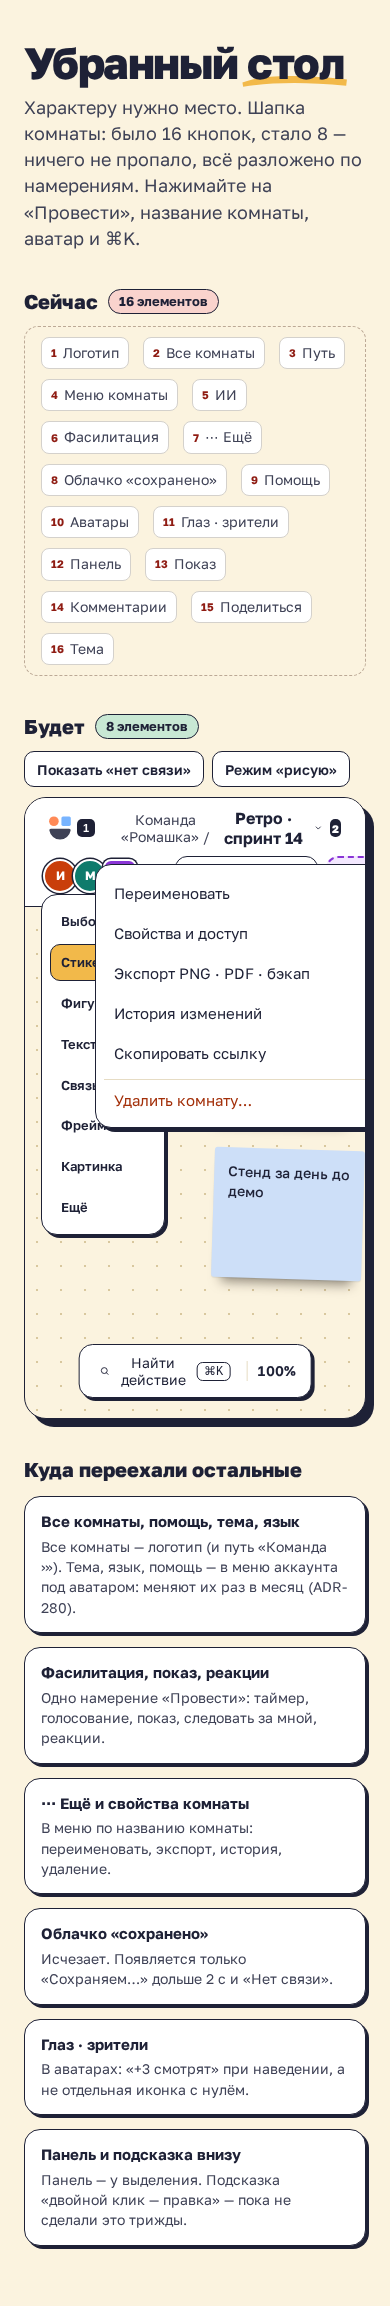 Убранный стол
Характеру нужно место. Шапка
комнаты: было 16 кнопок, стало 8 —
ничего не пропало, всё разложено по
намерениям. Нажимайте на
«Провести», название комнаты,
аватар и ⌘K.
Сейчас 16 элементов
1 Логотип 2 Все комнаты 3 Путь
4 Меню комнаты 5 ИИ
6 Фасилитация 7 ··· Ещё
8 Облачко «сохранено» 9 Помощь
10 Аватары 11 Глаз · зрители
12 Панель 13 Показ
14 Комментарии 15 Поделиться
16 Тема
Будет 8 элементов
Показать «нет связи» Режим «рисую»
1 Команда «Ромашка» / Ретро · спринт 14 2
И М
Переименовать
Свойства и доступ
Экспорт PNG · PDF · бэкап
История изменений
Скопировать ссылку
Удалить комнату…
Выбо
Стике
Фигу
Текст
Связь
Фрейм
Картинка
Ещё
Стенд за день до
демо
Найти действие ⌘K 100%
Куда переехали остальные
Все комнаты, помощь, тема, язык
Все комнаты — логотип (и путь «Команда
›»). Тема, язык, помощь — в меню аккаунта
под аватаром: меняют их раз в месяц (ADR-
280).
Фасилитация, показ, реакции
Одно намерение «Провести»: таймер,
голосование, показ, следовать за мной,
реакции.
··· Ещё и свойства комнаты
В меню по названию комнаты:
переименовать, экспорт, история,
удаление.
Облачко «сохранено»
Исчезает. Появляется только
«Сохраняем…» дольше 2 с и «Нет связи».
Глаз · зрители
В аватарах: «+3 смотрят» при наведении, а
не отдельная иконка с нулём.
Панель и подсказка внизу
Панель — у выделения. Подсказка
«двойной клик — правка» — пока не
сделали это трижды.